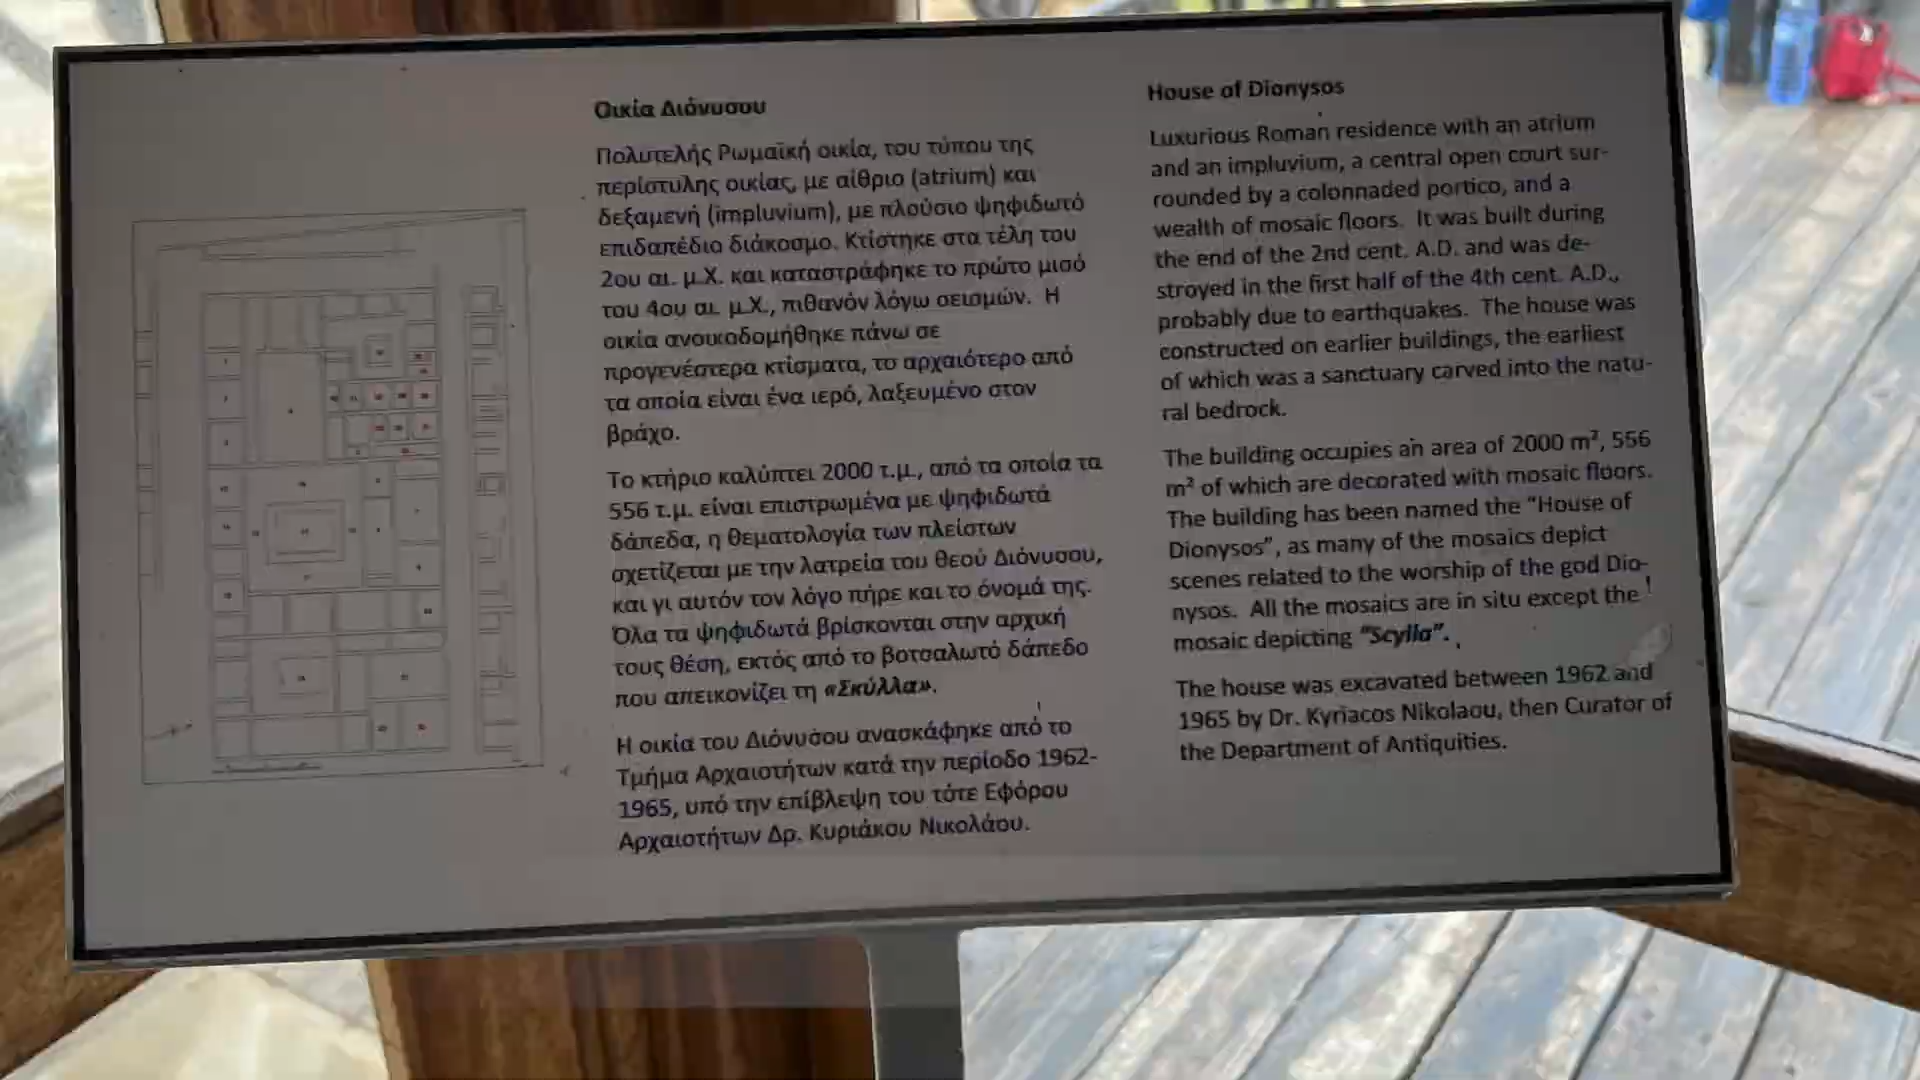 Οικία Διόνυσου
Πολυτελής Ρωμαϊκή οικία, του τύπου της
περίστυλης οικίας, με αίθριο (atrium) και
δεξαμενή (impluvium), με πλούσιο ψηφιδωτό
επιδαπέδιο διάκοσμο. Κτίστηκε στα τέλη του
2ου αι. μ.Χ. και καταστράφηκε το πρώτο μισό
του 4ου αι. μ.Χ., πιθανόν λόγω σεισμών. Η
οικία ανοικοδομήθηκε πάνω σε
προγενέστερα κτίσματα, το αρχαιότερο από
τα οποία είναι ένα ιερό, λαξευμένο στον
βράχο.
Το κτήριο καλύπτει 2000 τ.μ., από τα οποία τα
556 τ.μ. είναι επιστρωμένα με ψηφιδωτά
δάπεδα, η θεματολογία των πλείστων
σχετίζεται με την λατρεία του θεού Διόνυσου,
και γι αυτόν τον λόγο πήρε και το όνομά της.
Όλα τα ψηφιδωτά βρίσκονται στην αρχική
τους θέση, εκτός από το βοτσαλωτό δάπεδο
που απεικονίζει τη «Σκύλλα».
Η οικία του Διόνυσου ανασκάφηκε από το
Τμήμα Αρχαιοτήτων κατά την περίοδο 1962-
1965, υπό την επίβλεψη του τότε Εφόρου
Αρχαιοτήτων Δρ. Κυριάκου Νικολάου.
House of Dionysos
Luxurious Roman residence with an atrium
and an impluvium, a central open court sur-
rounded by a colonnaded portico, and a
wealth of mosaic floors. It was built during
the end of the 2nd cent. A.D. and was de-
stroyed in the first half of the 4th cent. A.D.,
probably due to earthquakes. The house was
constructed on earlier buildings, the earliest
of which was a sanctuary carved into the natu-
ral bedrock.
The building occupies an area of 2000 m², 556
m² of which are decorated with mosaic floors.
The building has been named the “House of
Dionysos”, as many of the mosaics depict
scenes related to the worship of the god Dio-
nysos. All the mosaics are in situ except the
mosaic depicting “Scylla”.
The house was excavated between 1962 and
1965 by Dr. Kyriacos Nikolaou, then Curator of
the Department of Antiquities.